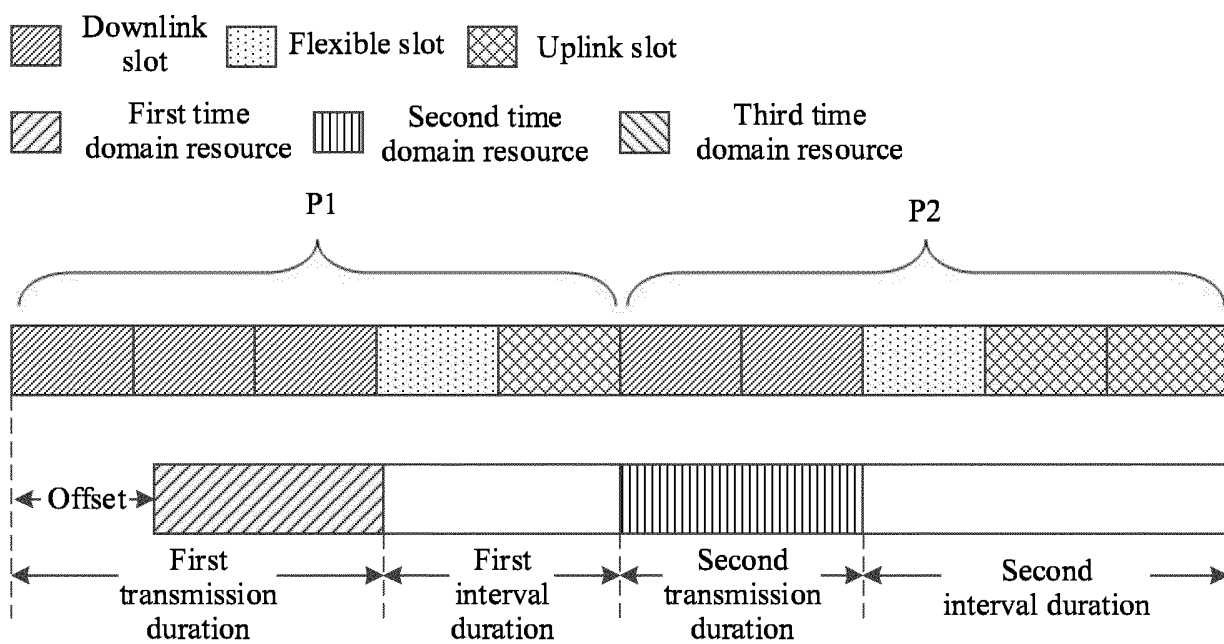 Downlink
slot
Flexible slot
Uplink slot
First time
domain resource
Second time
domain resource
Third time
domain resource
P1
P2
Offset
First
transmission
duration
First
interval
duration
Second
transmission
duration
Second
interval duration